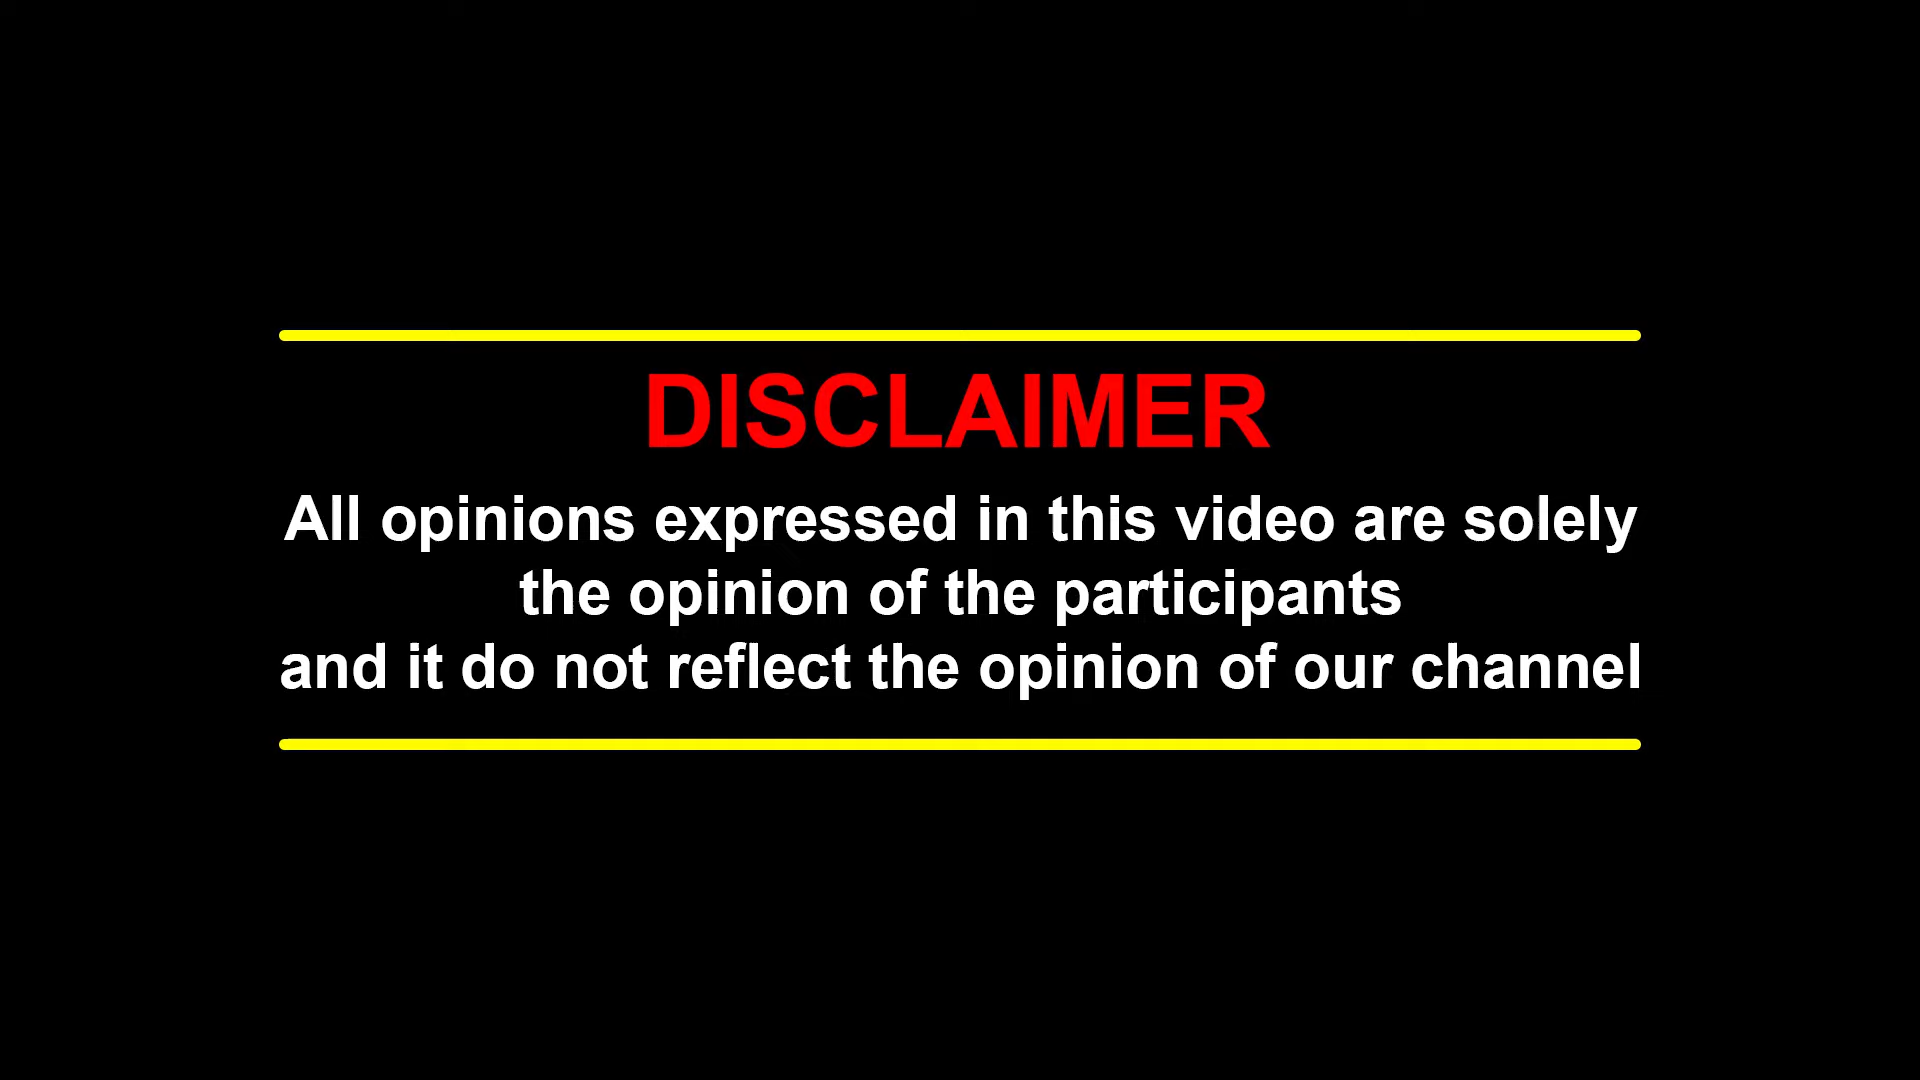 DISCLAIMER
All opinions expressed in this video are solely
the opinion of the participants
and it do not reflect the opinion of our channel